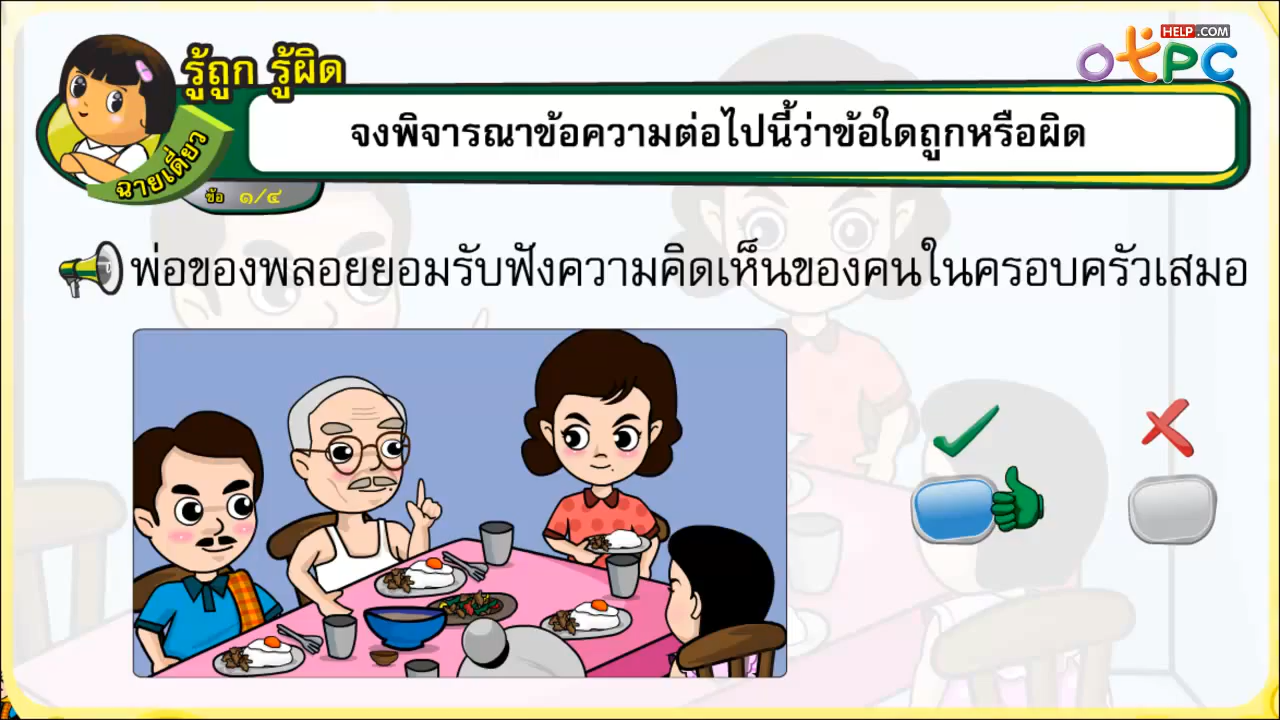 HELP .COM
OTPC
รู้ถูก รู้ผิด
จงพิจารณาข้อความต่อไปนี้ว่าข้อใดถูกหรือผิด
ฉายเดี่ยว
ข้อ ๑/๔
พ่อของพลอยยอมรับฟังความคิดเห็นของคนในครอบครัวเสมอ